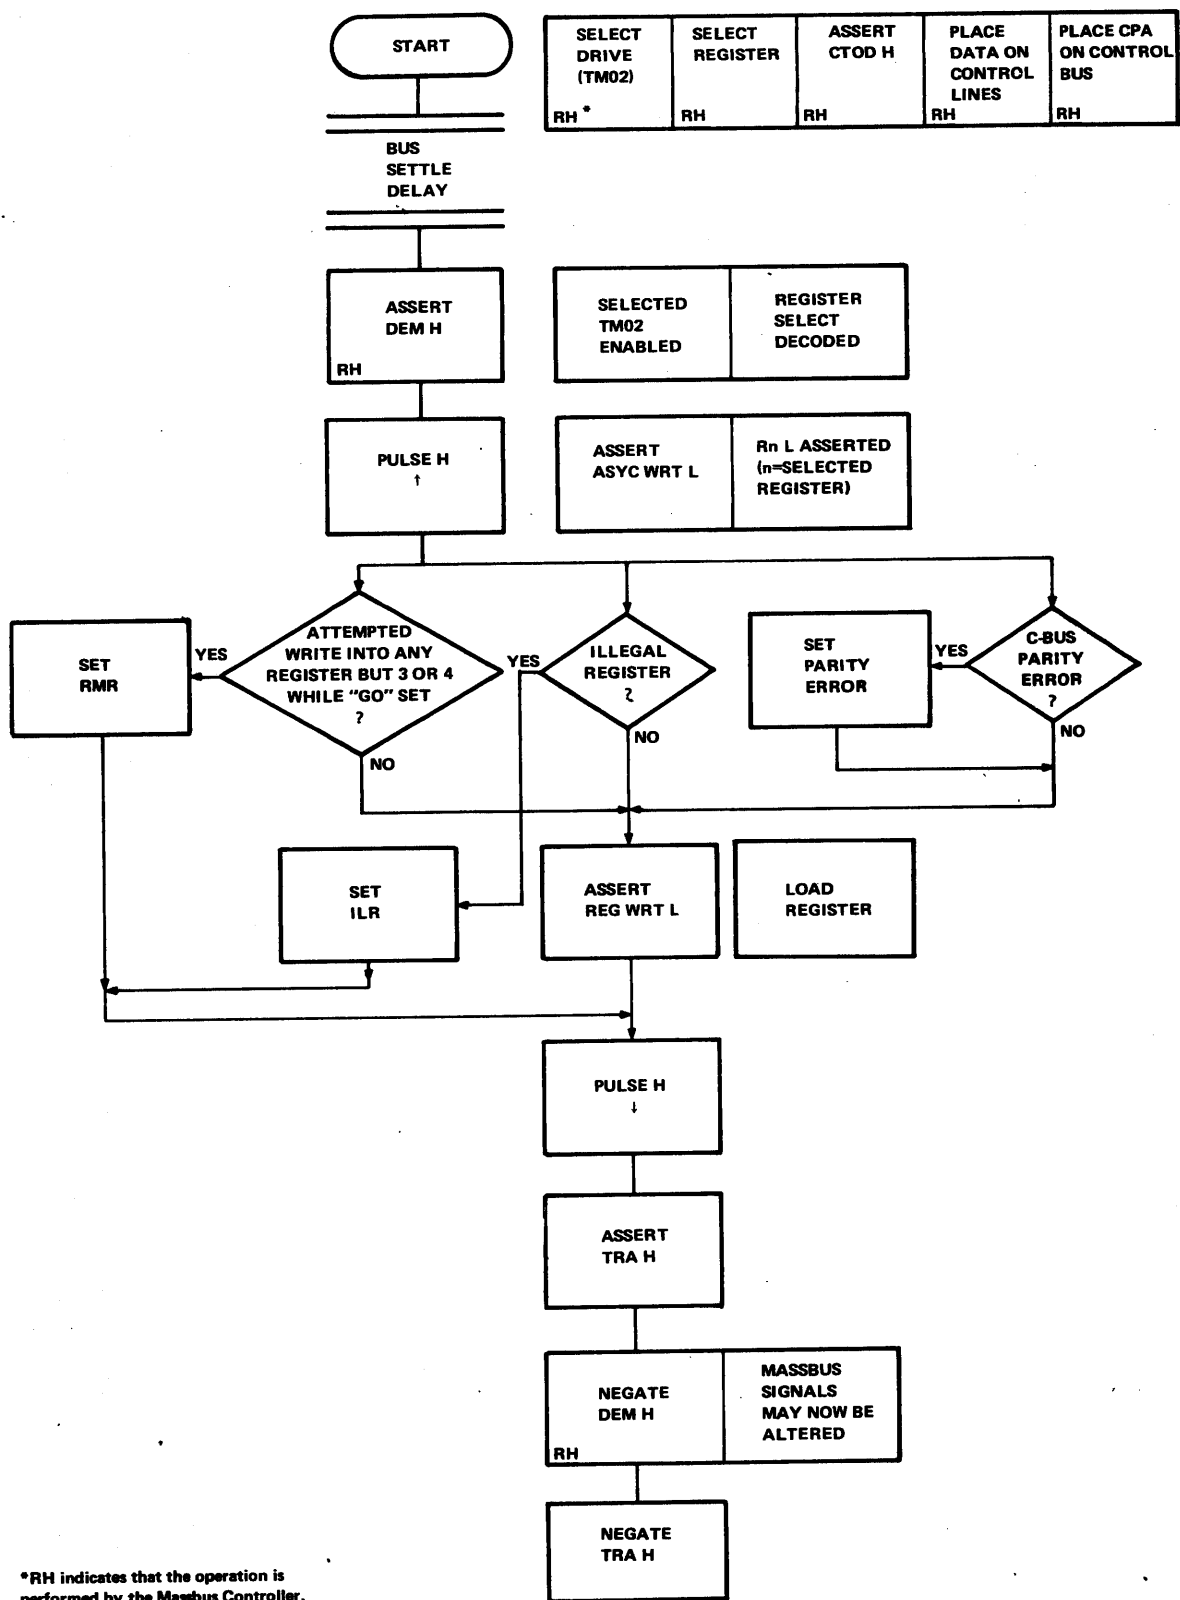 START
SELECT
DRIVE
(TM02)
RH *
SELECT
REGISTER
RH
ASSERT
CTOD H
RH
PLACE
DATA ON
CONTROL
LINES
RH
PLACE CPA
ON CONTROL
BUS
RH
BUS
SETTLE
DELAY
ASSERT
DEM H
RH
SELECTED
TM02
ENABLED
REGISTER
SELECT
DECODED
PULSE H
↑
ASSERT
ASYC WRT L
Rn L ASSERTED
(n=SELECTED
REGISTER)
SET
RMR
YES
ATTEMPTED
WRITE INTO ANY
REGISTER BUT 3 OR 4
WHILE "GO" SET
?
NO
YES
ILLEGAL
REGISTER
?
NO
SET
PARITY
ERROR
YES
C-BUS
PARITY
ERROR
?
NO
SET
ILR
ASSERT
REG WRT L
LOAD
REGISTER
PULSE H
↓
ASSERT
TRA H
NEGATE
DEM H
RH
MASSBUS
SIGNALS
MAY NOW BE
ALTERED
NEGATE
TRA H
*RH indicates that the operation is
performed by the Massbus Controller.